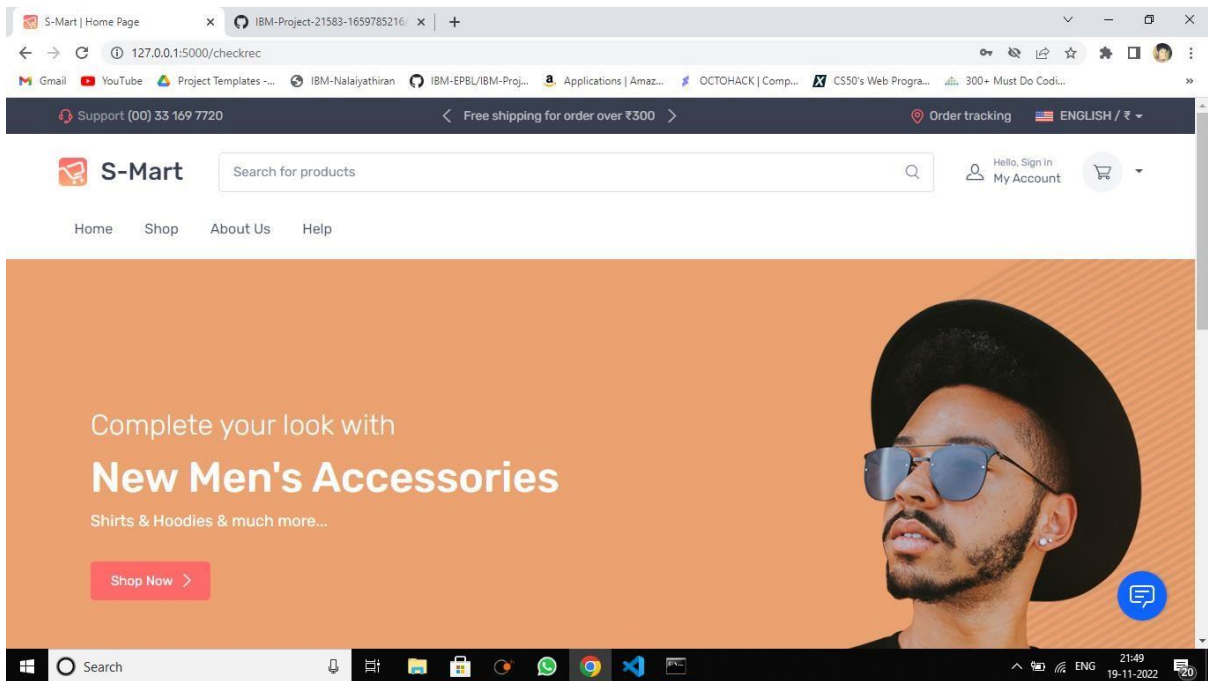 S-Mart | Home Page
IBM-Project-21583-1659785216/
127.0.0.1:5000/checkrec
Gmail YouTube Project Templates -... IBM-Nalaiyathiran IBM-EPBL/IBM-Proj... Applications | Amaz... OCTOHACK | Comp... CS50's Web Progra... 300+ Must Do Codi...
Support (00) 33 169 7720 Free shipping for order over ₹300 Order tracking ENGLISH / ₹
S-Mart Search for products Hello, Sign in
My Account
Home Shop About Us Help
Complete your look with
New Men's Accessories
Shirts & Hoodies & much more...
Shop Now
Search ENG 21:49
19-11-2022 20